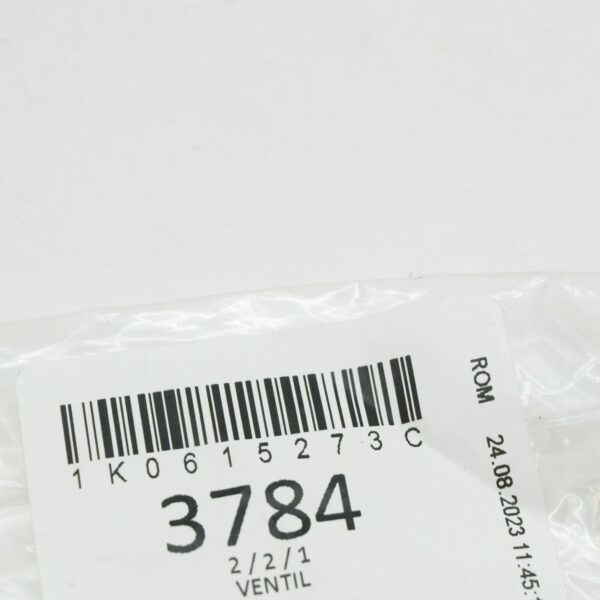 1K0615273C
3784
2/2/1
VENTIL
ROM 24.08.2023 11:45: